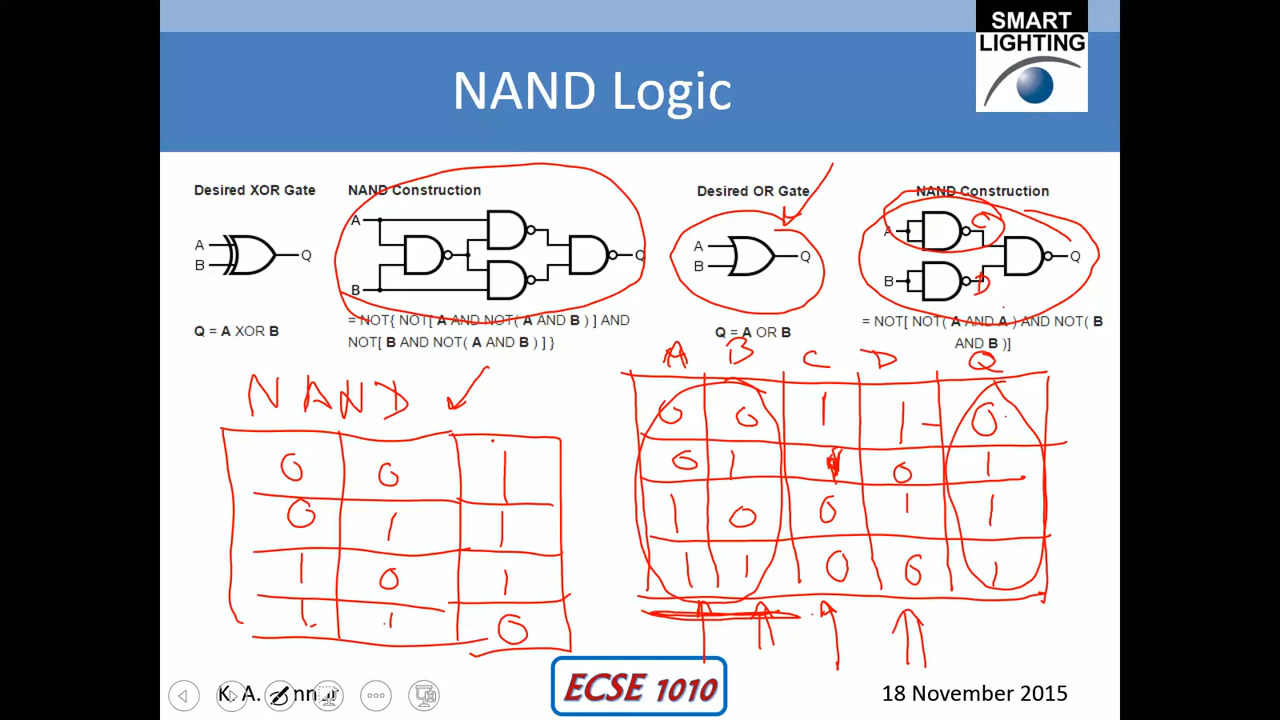 SMART
LIGHTING
NAND Logic
Desired XOR Gate
NAND Construction
Desired OR Gate
NAND Construction
A
B
Q
A
B
Q
A
B
Q
A
B
Q
C
D
Q = A XOR B
= NOT{ NOT[ A AND NOT( A AND B ) ] AND
NOT[ B AND NOT( A AND B ) ] }
Q = A OR B
= NOT[ NOT( A AND A ) AND NOT( B
AND B )]
NAND
0 0 1
0 1 1
1 0 1
1 1 0
A B C D Q
0 0 1 1 0
0 1 1 0 1
1 0 0 1 1
1 1 0 0 1
K. A.
ECSE 1010
18 November 2015